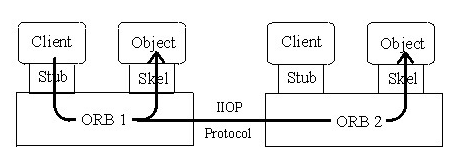 Client Object Client Object
Stub Skel Stub Skel
IIOP
ORB 1 ORB 2
Protocol